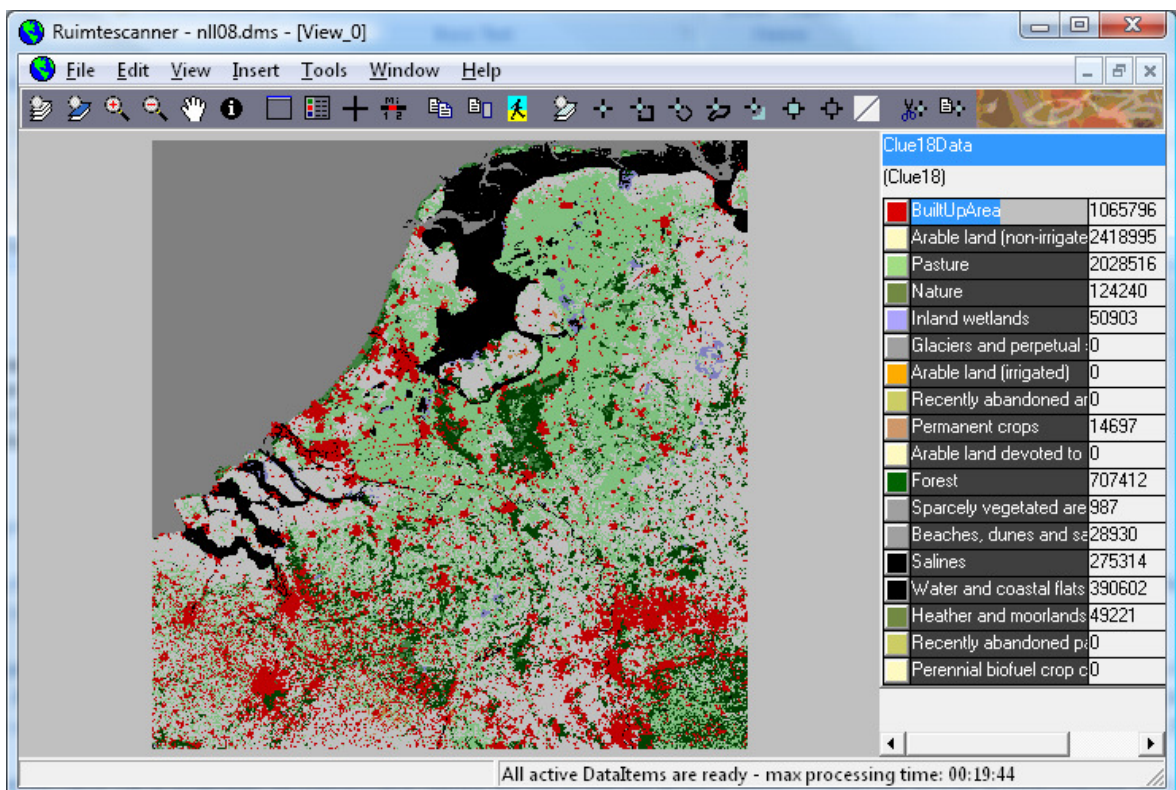 Ruimtescanner - nll08.dms - [View_0]
File Edit View Insert Tools Window Help
Clue18Data
(Clue18)
BuiltUpArea 1065796
Arable land (non-irrigate 2418995
Pasture 2028516
Nature 124240
Inland wetlands 50903
Glaciers and perpetual 0
Arable land (irrigated) 0
Recently abandoned ar 0
Permanent crops 14697
Arable land devoted to 0
Forest 707412
Sparcely vegetated are 987
Beaches, dunes and sa 28930
Salines 275314
Water and coastal flats 390602
Heather and moorlands 49221
Recently abandoned pa 0
Perennial biofuel crop c 0
All active DataItems are ready - max processing time: 00:19:44